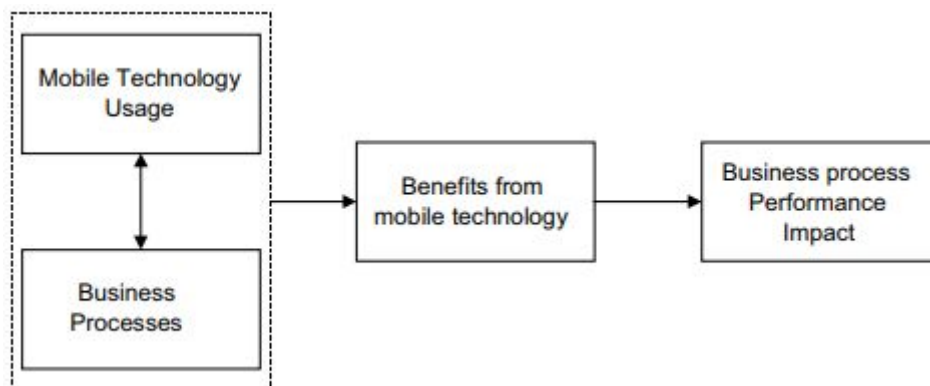 Mobile Technology
Usage
Business
Processes
Benefits from
mobile technology
Business process
Performance
Impact